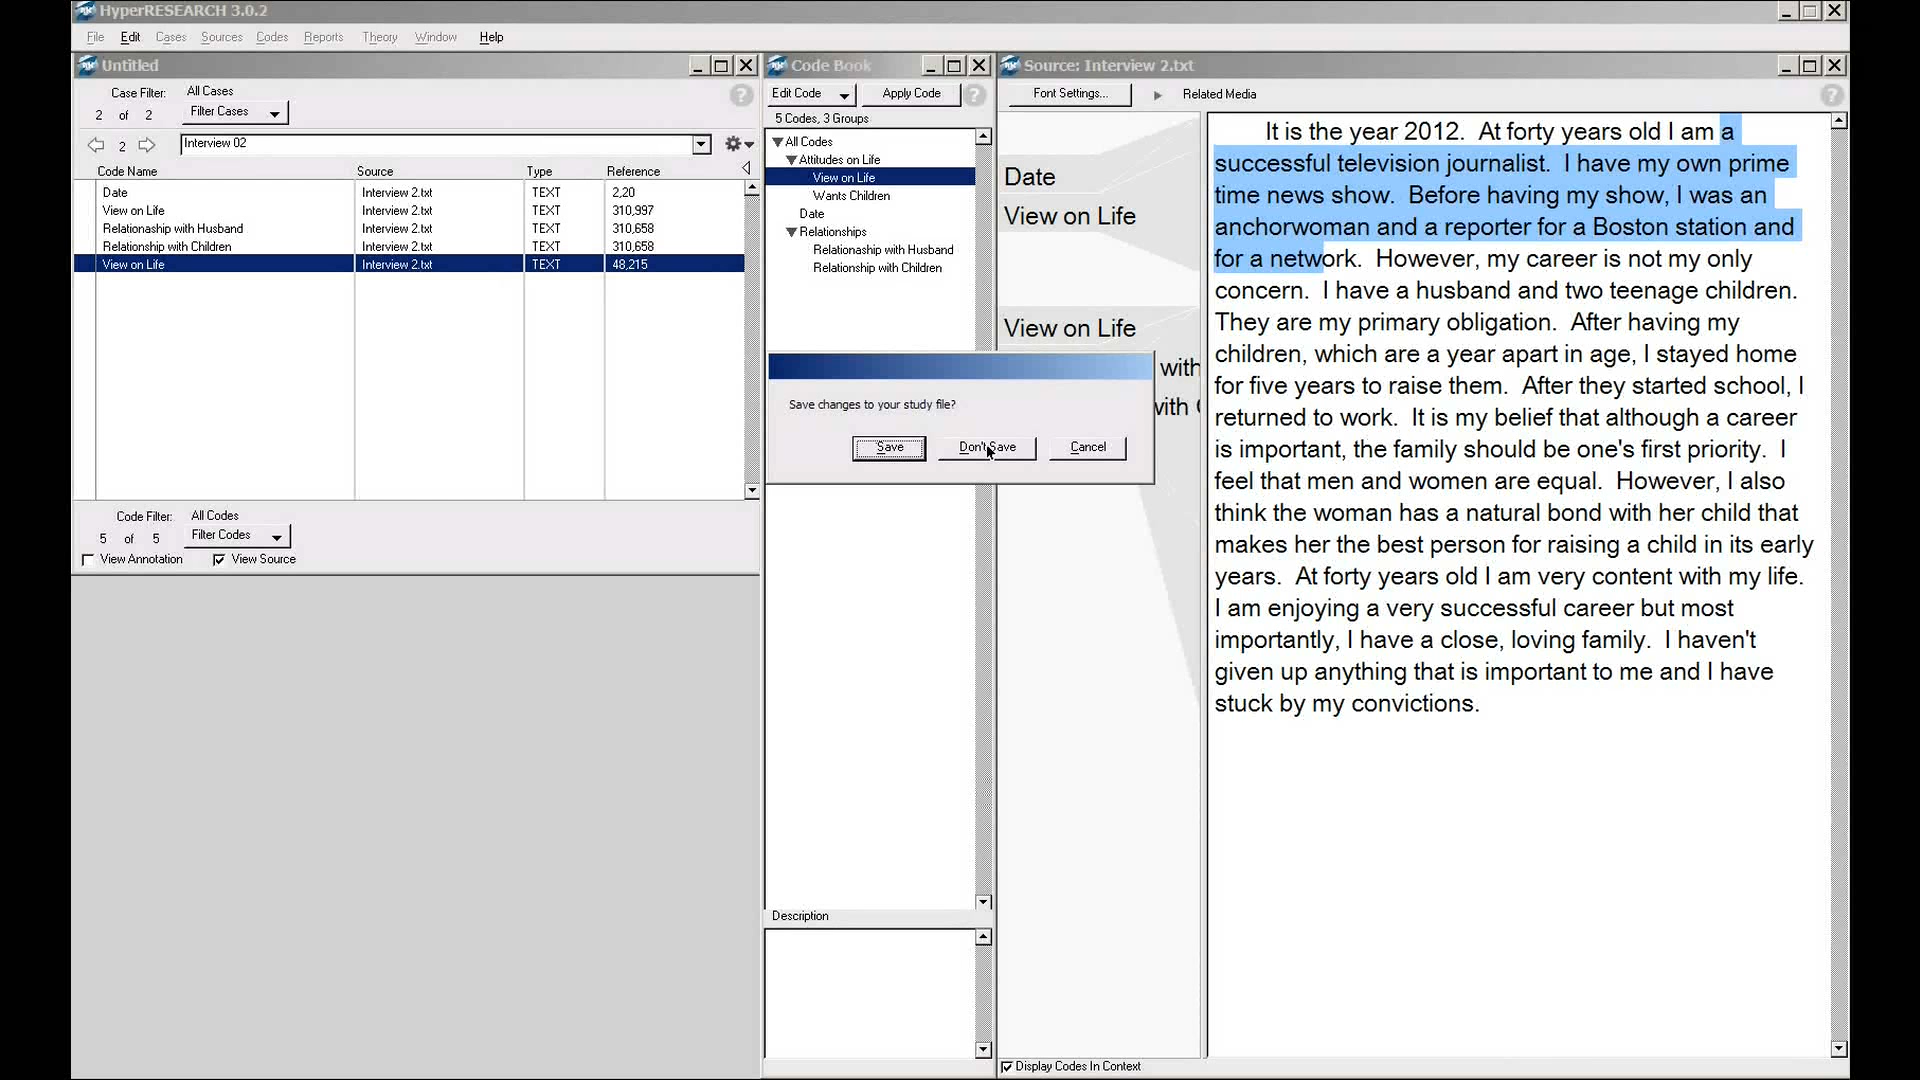 HyperRESEARCH 3.0.2
File Edit Cases Sources Codes Reports Theory Window Help
Untitled
Case Filter: All Cases
2 of 2 Filter Cases
2 Interview 02
Code Name Source Type Reference
Date Interview 2.txt TEXT 2,20
View on Life Interview 2.txt TEXT 310,997
Relationaship with Husband Interview 2.txt TEXT 310,658
Relationship with Children Interview 2.txt TEXT 310,658
View on Life Interview 2.txt TEXT 48,215
Code Filter: All Codes
5 of 5 Filter Codes
View Annotation View Source
Code Book
Edit Code Apply Code ?
5 Codes, 3 Groups
All Codes
Attitudes on Life
View on Life
Wants Children
Date
Relationships
Relationaship with Husband
Relationship with Children
Description
Save changes to your study file?
Save Don't Save Cancel
Source: Interview 2.txt
Font Settings... Related Media ?
Date
View on Life
View on Life
with
with C
It is the year 2012. At forty years old I am a
successful television journalist. I have my own prime
time news show. Before having my show, I was an
anchorwoman and a reporter for a Boston station and
for a network. However, my career is not my only
concern. I have a husband and two teenage children.
They are my primary obligation. After having my
children, which are a year apart in age, I stayed home
for five years to raise them. After they started school, I
returned to work. It is my belief that although a career
is important, the family should be one's first priority. I
feel that men and women are equal. However, I also
think the woman has a natural bond with her child that
makes her the best person for raising a child in its early
years. At forty years old I am very content with my life.
I am enjoying a very successful career but most
importantly, I have a close, loving family. I haven't
given up anything that is important to me and I have
stuck by my convictions.
Display Codes In Context